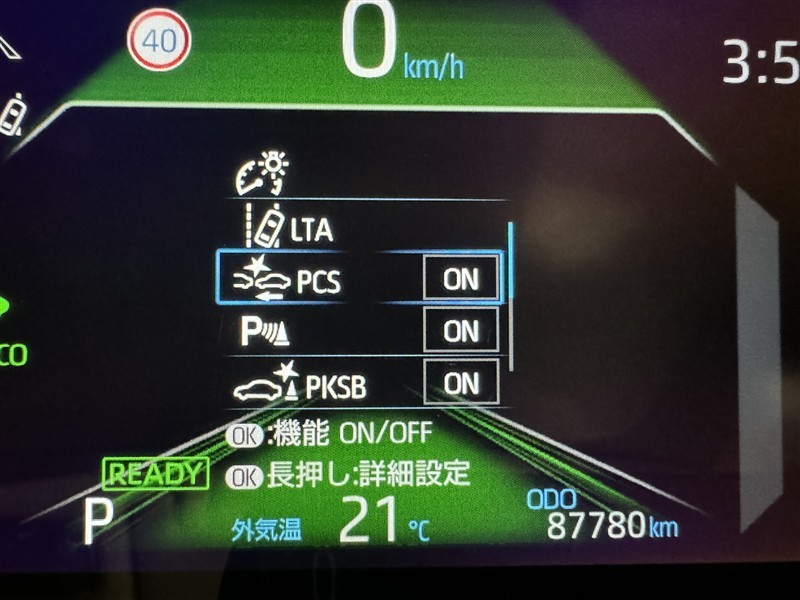 40
0 km/h
3:5
LTA
PCS ON
P ON
PKSB ON
CO
OK:機能 ON/OFF
READY
OK長押し:詳細設定
P
外気温 21℃
ODO
87780km